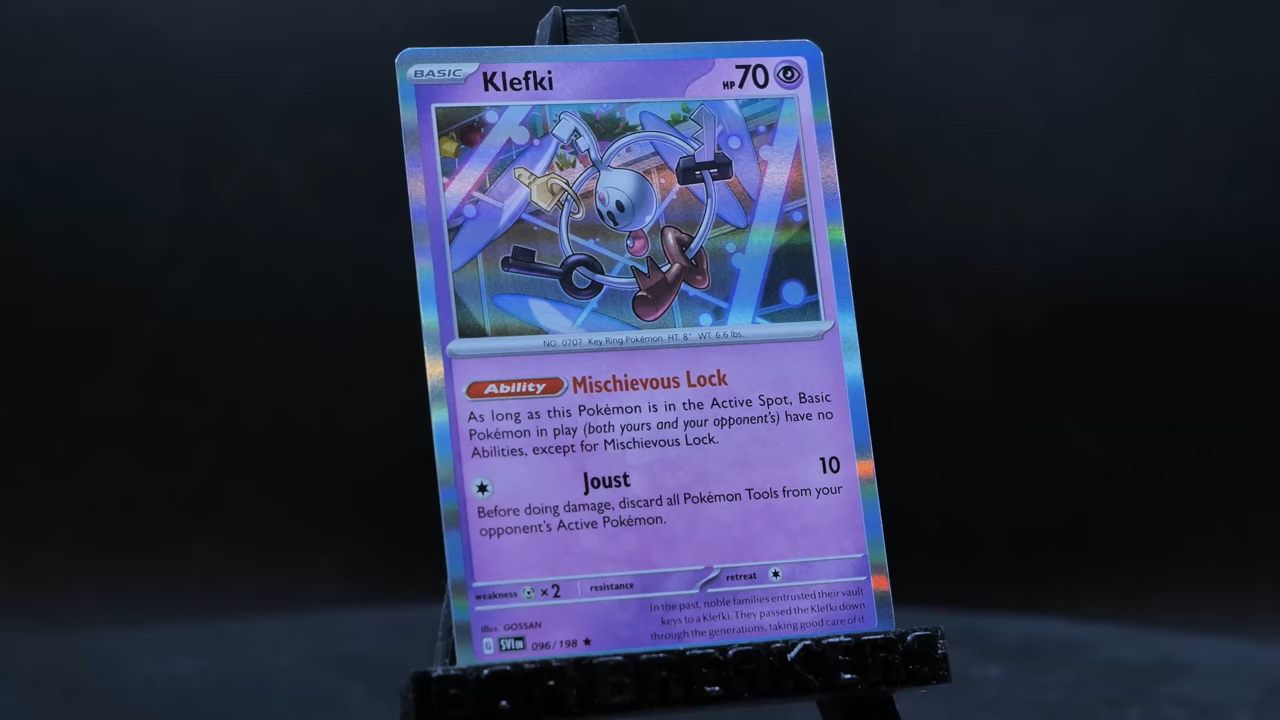 BASIC Klefki HP 70
NO. 0707 Key Ring Pokémon HT: 8" WT: 6.6 lbs.
Ability Mischievous Lock
As long as this Pokémon is in the Active Spot, Basic
Pokémon in play (both yours and your opponent's) have no
Abilities, except for Mischievous Lock.
Joust 10
Before doing damage, discard all Pokémon Tools from your
opponent's Active Pokémon.
weakness ×2 resistance retreat
In the past, noble families entrusted their vault
keys to a Klefki. They passed the Klefki down
through the generations, taking good care of it.
illus. GOSSAN
G SVI EN 096/198